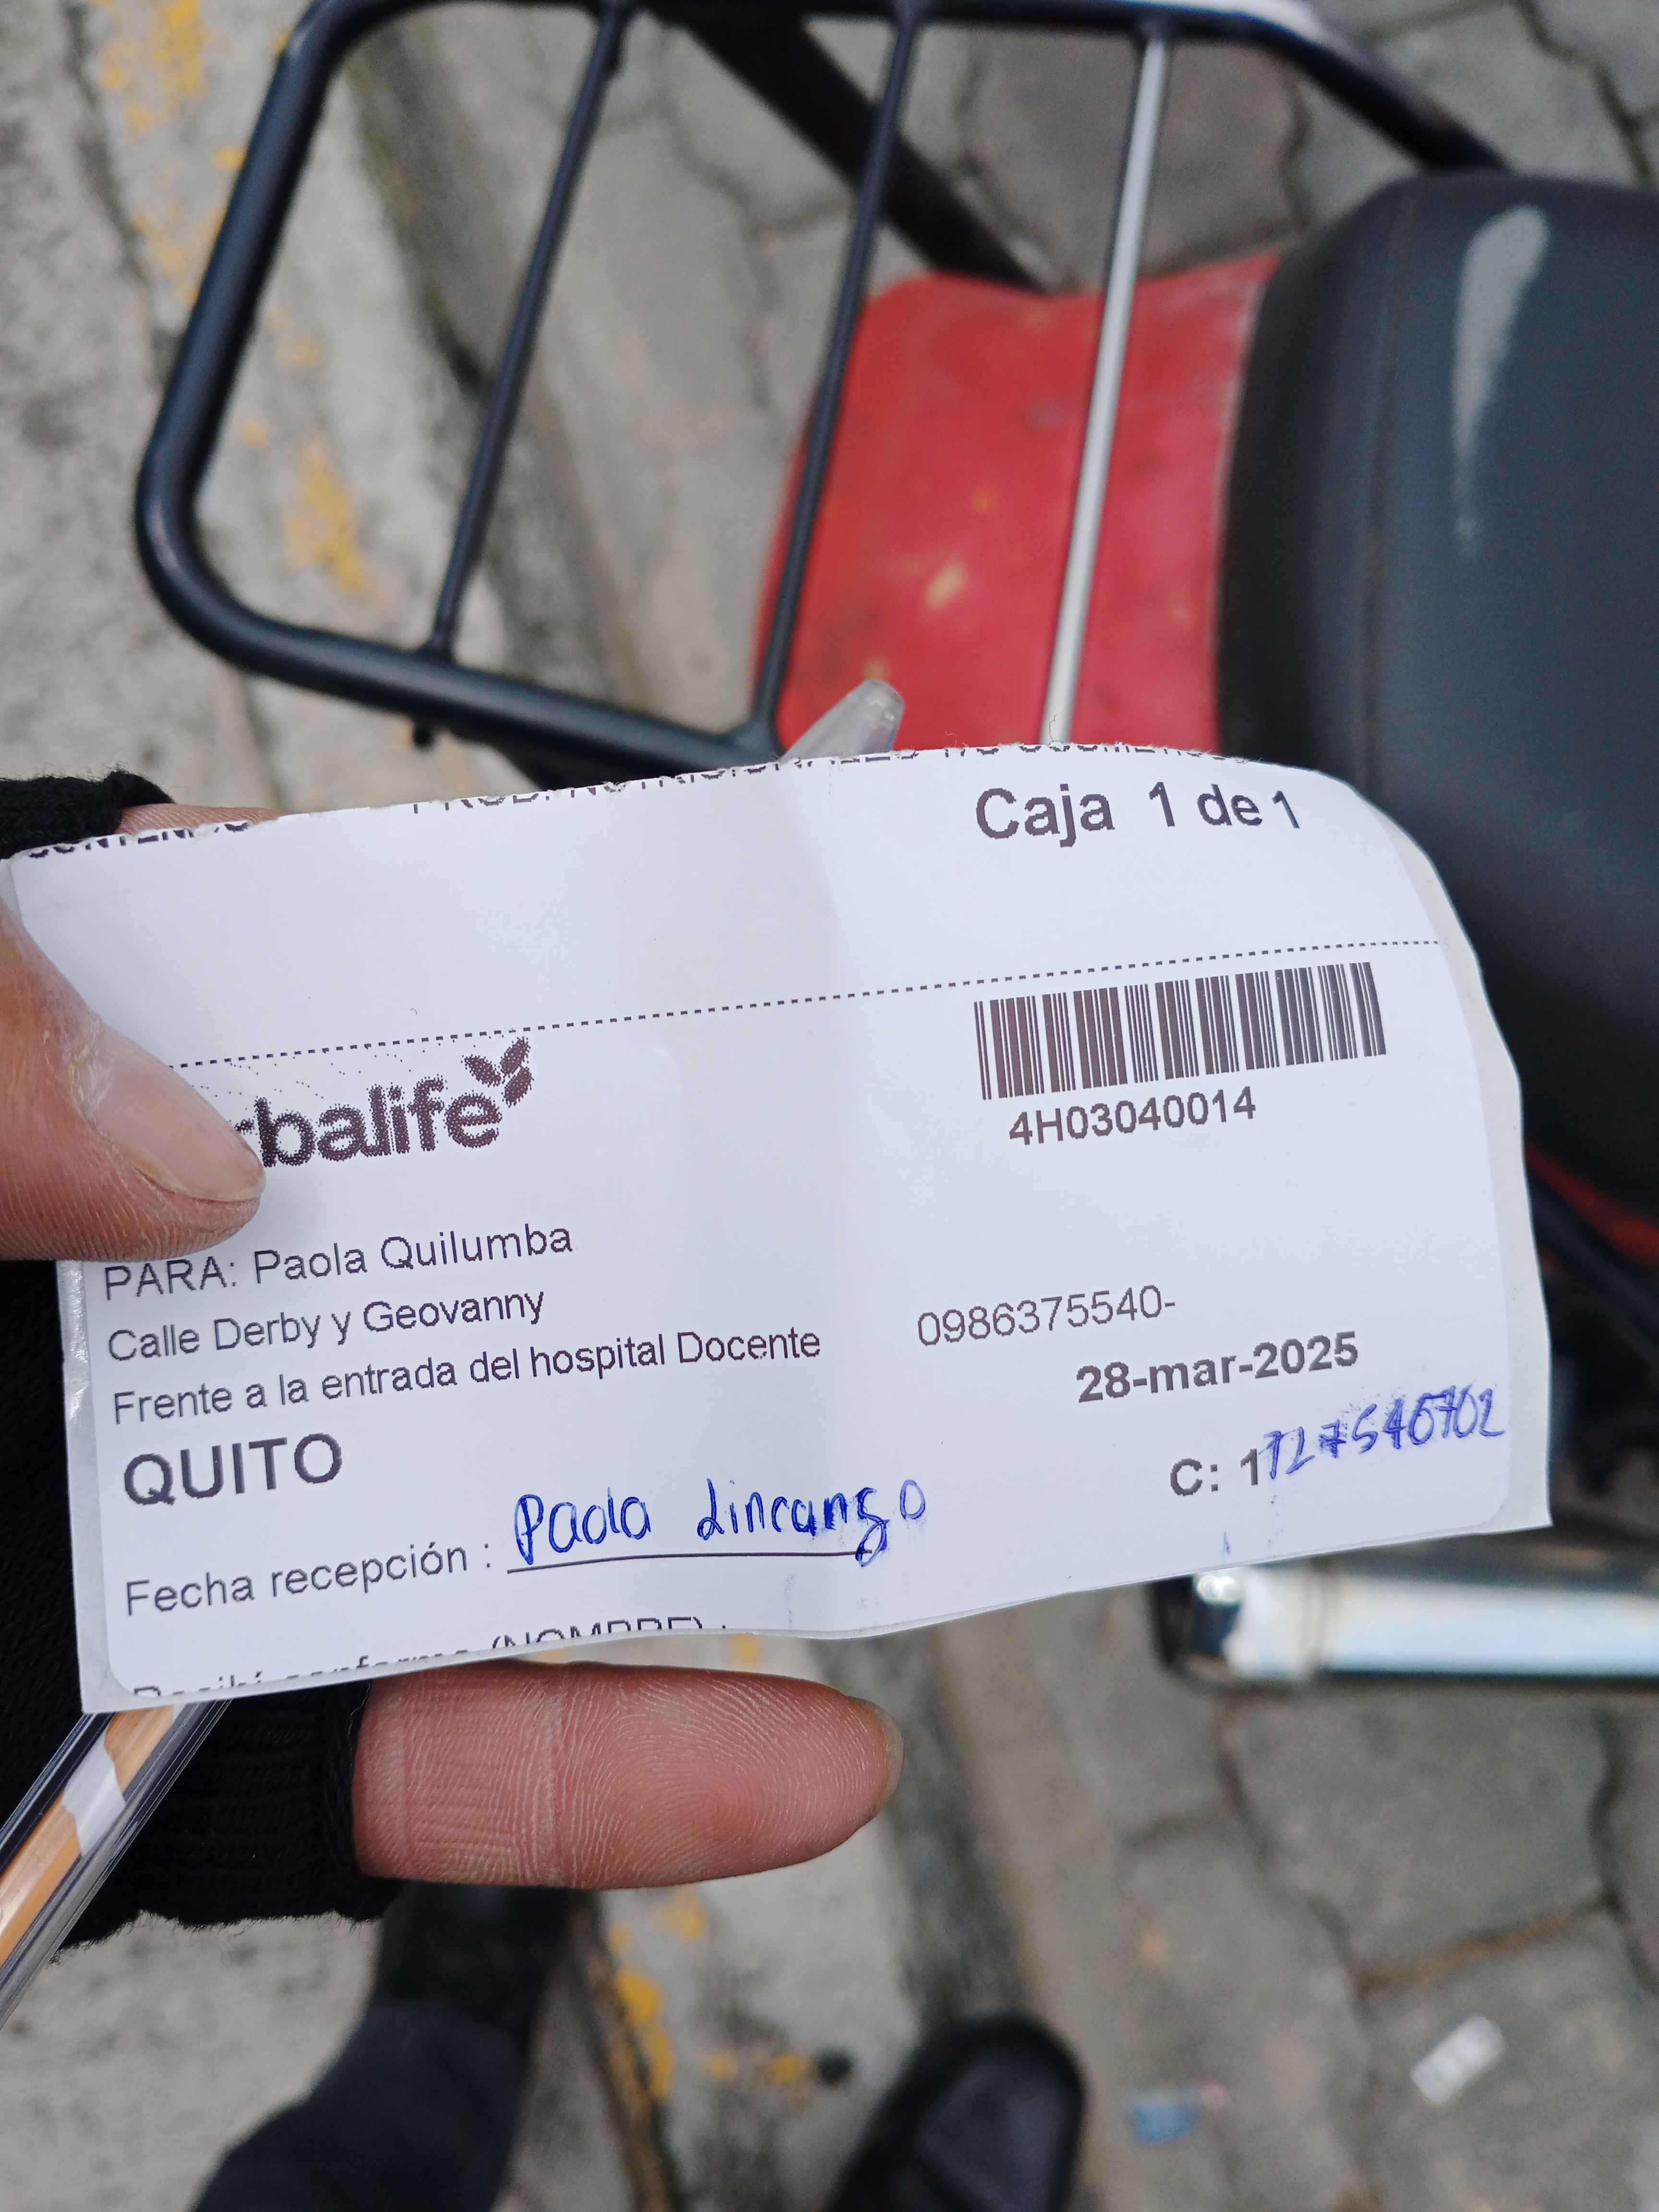 Caja 1 de 1
rbalife
4H03040014
PARA: Paola Quilumba
Calle Derby y Geovanny
0986375540-
Frente a la entrada del hospital Docente
28-mar-2025
QUITO
C: 1727546702
Fecha recepción : Paola Lincango